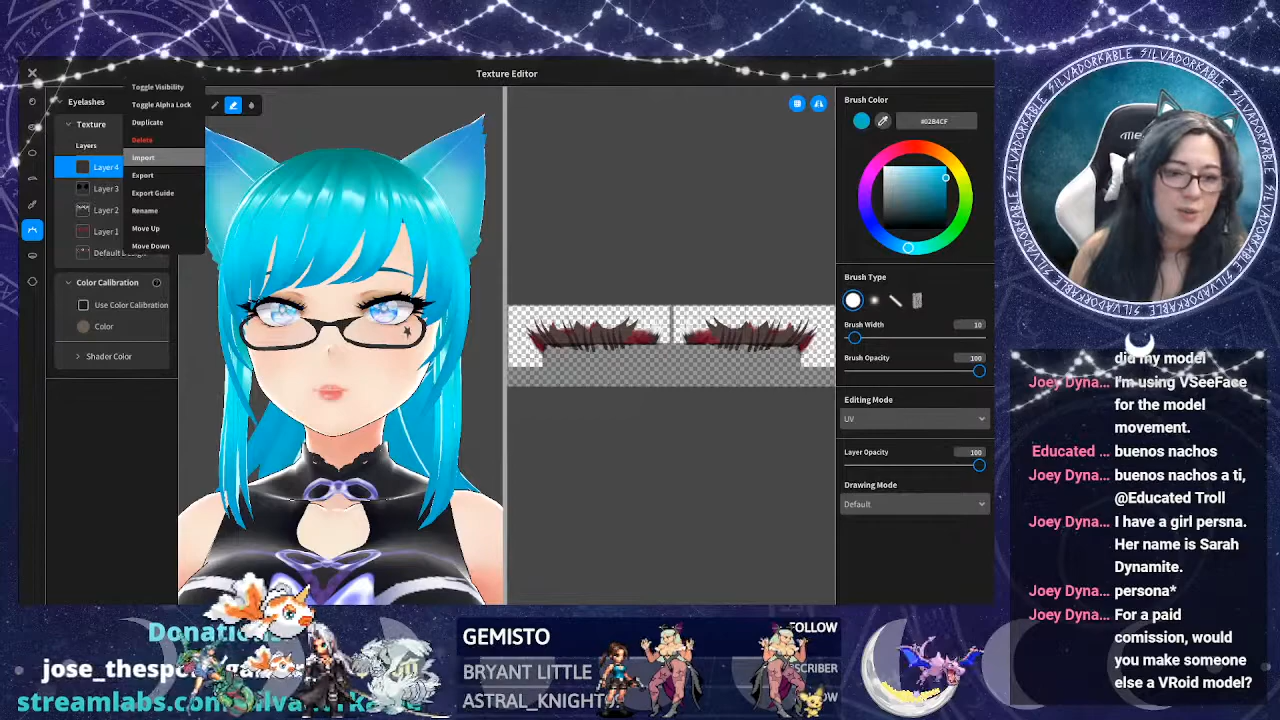 Texture Editor
Toggle Visibility
Toggle Alpha Lock
Duplicate
Delete
Import
Export
Export Guide
Rename
Move Up
Move Down
Eyelashes
Texture
Layers
Layer 4
Layer 3
Layer 2
Layer 1
Default
Color Calibration
Use Color Calibration
Color
Shader Color
Brush Color
#02B4CF
Brush Type
Brush Width
10
Brush Opacity
100
Editing Mode
UV
Layer Opacity
100
Drawing Mode
Default
SILVADORKABLE SILVADORKABLE SILVADORKABLE
did my model
Joey Dyna... I'm using VSeeFace
for the model
movement.
Educated ... buenos nachos
Joey Dyna... buenos nachos a ti,
@Educated Troll
Joey Dyna... I have a girl persna.
Her name is Sarah
Dynamite.
Joey Dyna... persona*
Joey Dyna... For a paid
comission, would
you make someone
else a VRoid model?
jose_thespo
streamlabs.com
GEMISTO
BRYANT LITTLE
ASTRAL_KNIGHT
FOLLOW
SCRIBER